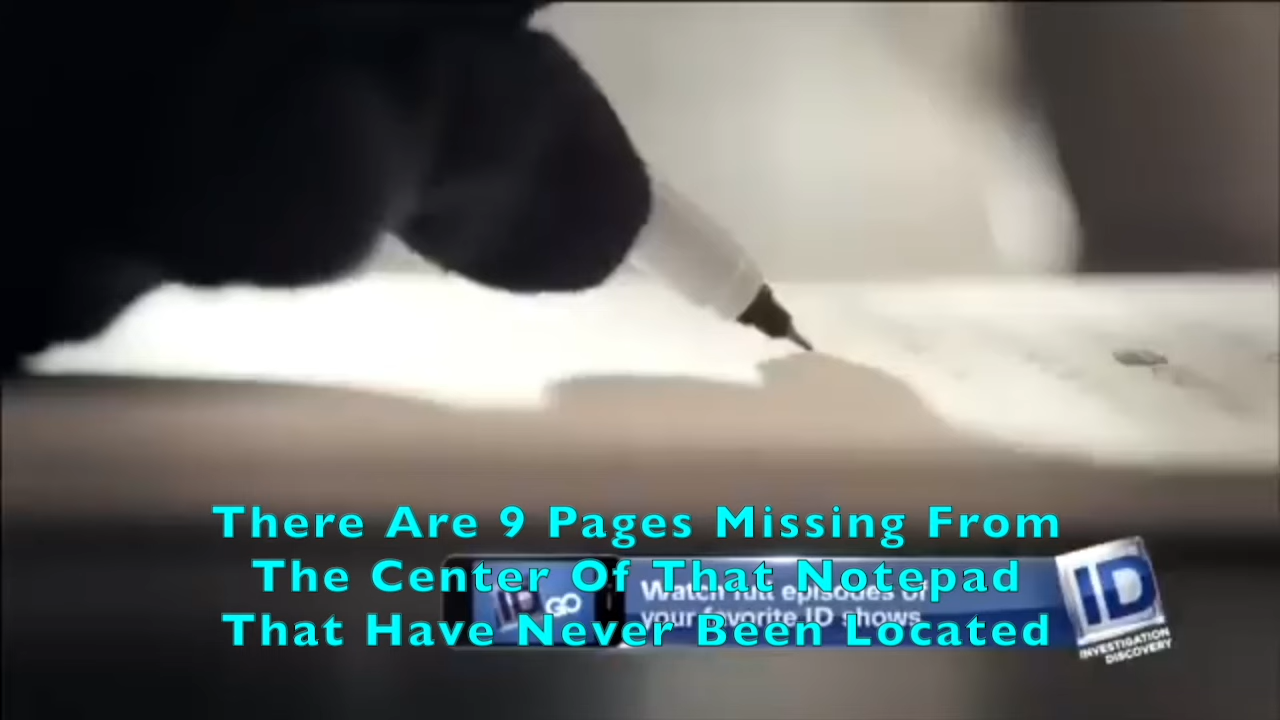 There Are 9 Pages Missing From
The Center Of That Notepad
That Have Never Been Located
ID
GO
Watch full episodes of
your favorite ID shows
ID
INVESTIGATION
DISCOVERY